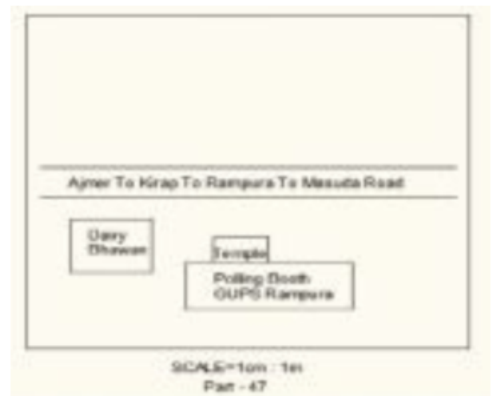 Ajmer To Kirap To Rampura To Masuda Road
Dairy
Bhawan
Temple
Polling Booth
GUPS Rampura
SCALE=1cm : 1m
Part - 47